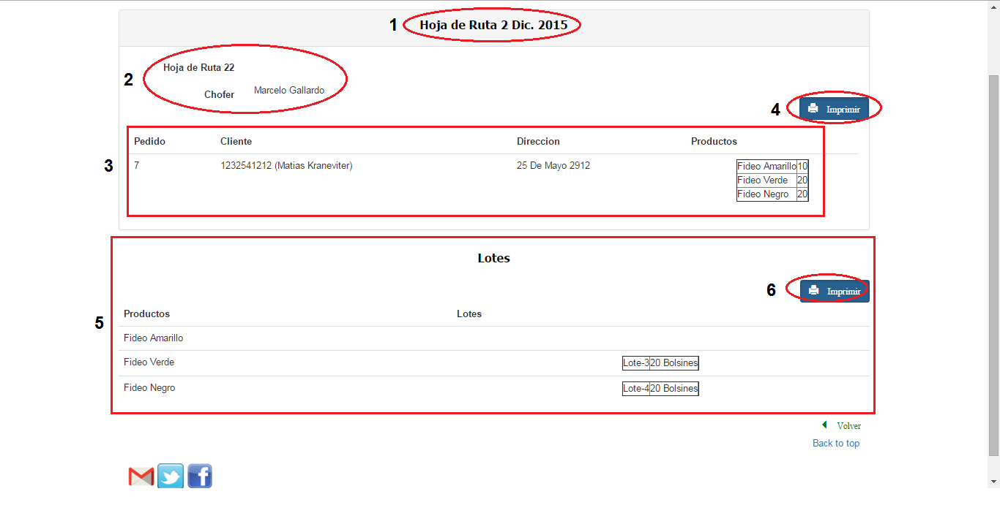 1 Hoja de Ruta 2 Dic. 2015
2 Hoja de Ruta 22
Chofer Marcelo Gallardo
4 Imprimir
Pedido Cliente Direccion Productos
3 7 1232541212 (Matias Kraneviter) 25 De Mayo 2912 Fideo Amarillo 10
Fideo Verde 20
Fideo Negro 20
Lotes
6 Imprimir
Productos Lotes
5
Fideo Amarillo
Fideo Verde Lote-3 20 Bolsines
Fideo Negro Lote-4 20 Bolsines
Volver
Back to top